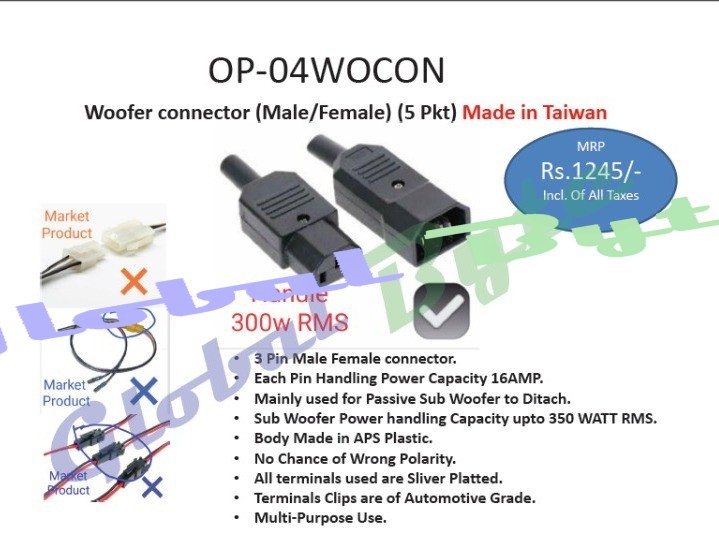 OP-04WOCON
Woofer connector (Male/Female) (5 Pkt) Made in Taiwan
MRP
Rs.1245/-
Incl. Of All Taxes
Market
Product
Handle
300w RMS
Market
Product
Market
Product
• 3 Pin Male Female connector.
• Each Pin Handling Power Capacity 16AMP.
• Mainly used for Passive Sub Woofer to Ditach.
• Sub Woofer Power handling Capacity upto 350 WATT RMS.
• Body Made in APS Plastic.
• No Chance of Wrong Polarity.
• All terminals used are Sliver Platted.
• Terminals Clips are of Automotive Grade.
• Multi-Purpose Use.
Global Byte
Global Byte